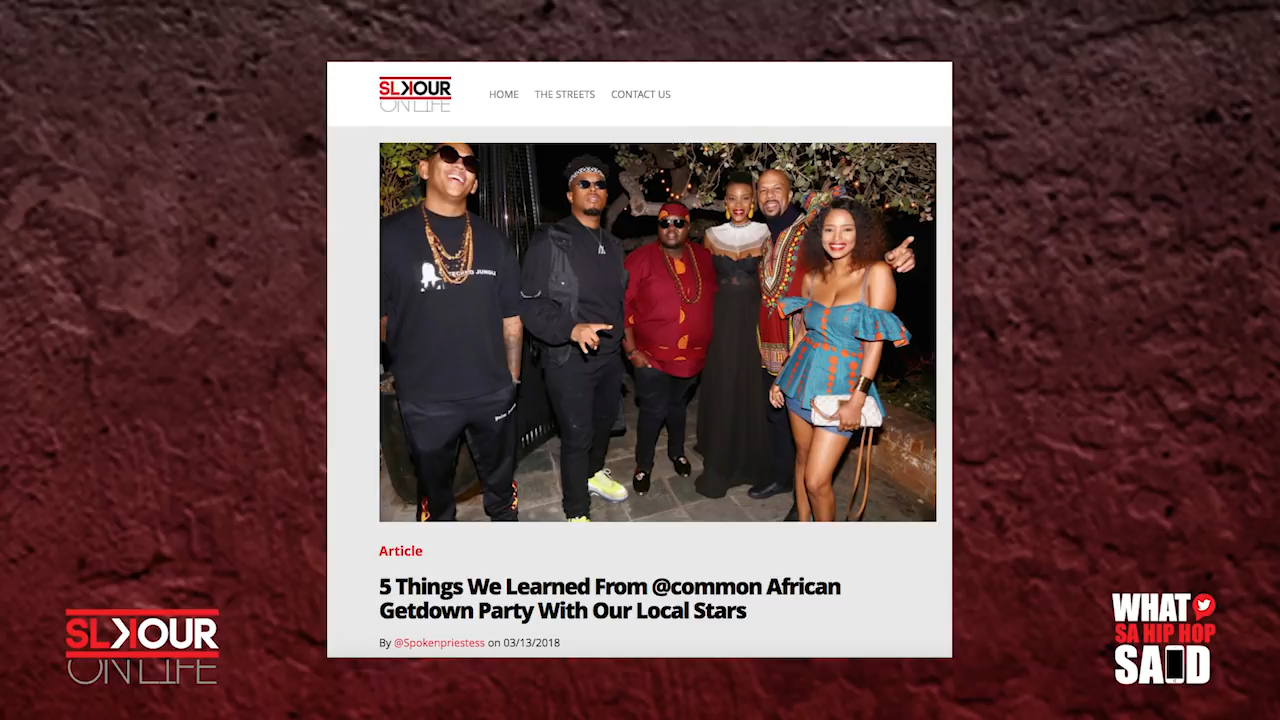 SLKOUR
ON LIFE
HOME THE STREETS CONTACT US
Article
5 Things We Learned From @common African
Getdown Party With Our Local Stars
By @Spokenpriestess on 03/13/2018
SLKOUR
ON LIFE
WHAT
SA HIP HOP
SAID